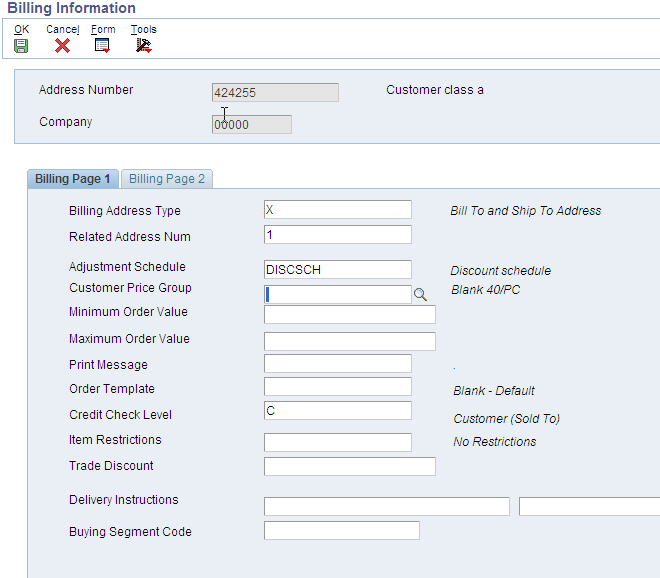 Billing Information
OK Cancel Form Tools
Address Number 424255 Customer class a
Company 00000
Billing Page 1 Billing Page 2
Billing Address Type X Bill To and Ship To Address
Related Address Num 1
Adjustment Schedule DISCSCH Discount schedule
Customer Price Group Blank 40/PC
Minimum Order Value
Maximum Order Value
Print Message .
Order Template Blank - Default
Credit Check Level C Customer (Sold To)
Item Restrictions No Restrictions
Trade Discount
Delivery Instructions
Buying Segment Code